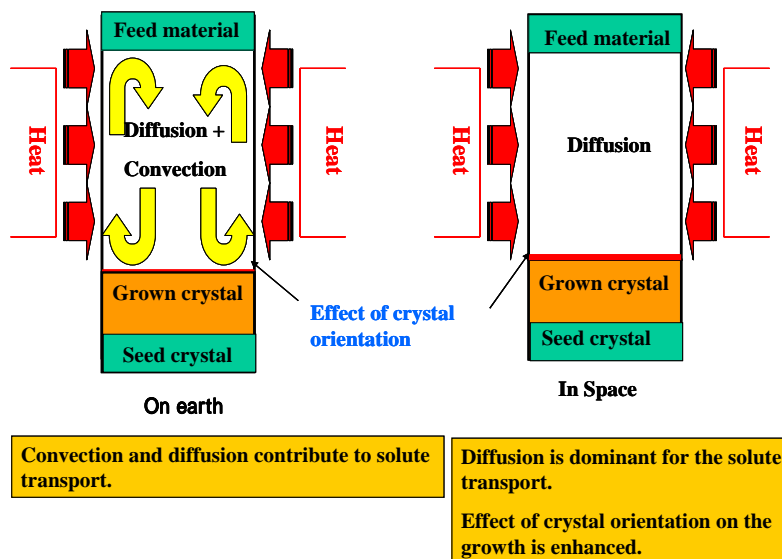 Feed material
Heat
Diffusion +
Convection
Heat
Grown crystal
Seed crystal
On earth
Effect of crystal
orientation
Feed material
Heat
Diffusion
Heat
Grown crystal
Seed crystal
In Space
Convection and diffusion contribute to solute
transport.
Diffusion is dominant for the solute
transport.
Effect of crystal orientation on the
growth is enhanced.